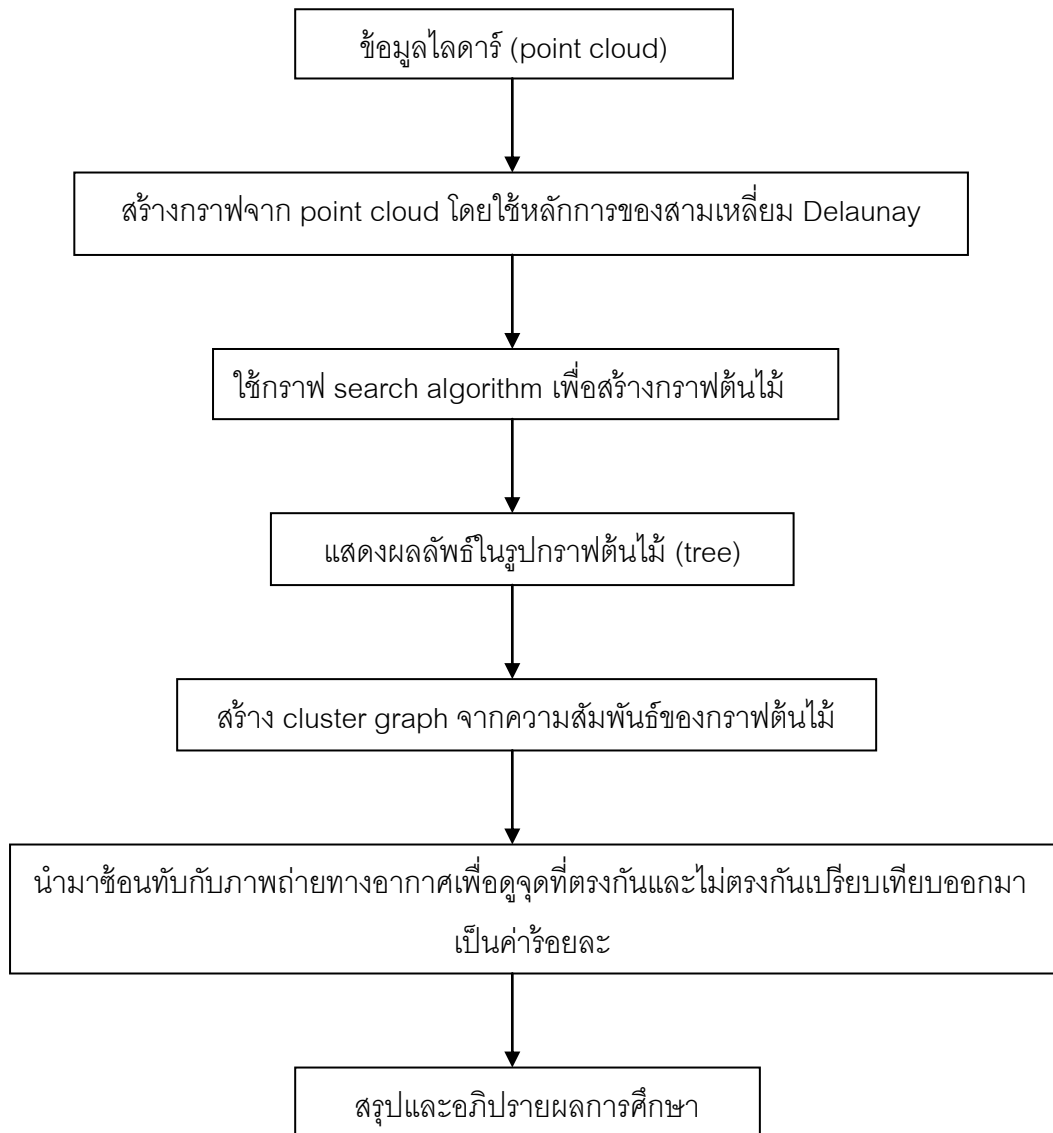 ข้อมูลไลดาร์ (point cloud)
สร้างกราฟจาก point cloud โดยใช้หลักการของสามเหลี่ยม Delaunay
ใช้กราฟ search algorithm เพื่อสร้างกราฟต้นไม้
แสดงผลลัพธ์ในรูปกราฟต้นไม้ (tree)
สร้าง cluster graph จากความสัมพันธ์ของกราฟต้นไม้
นำมาซ้อนทับกับภาพถ่ายทางอากาศเพื่อดูจุดที่ตรงกันและไม่ตรงกันเปรียบเทียบออกมา
เป็นค่าร้อยละ
สรุปและอภิปรายผลการศึกษา